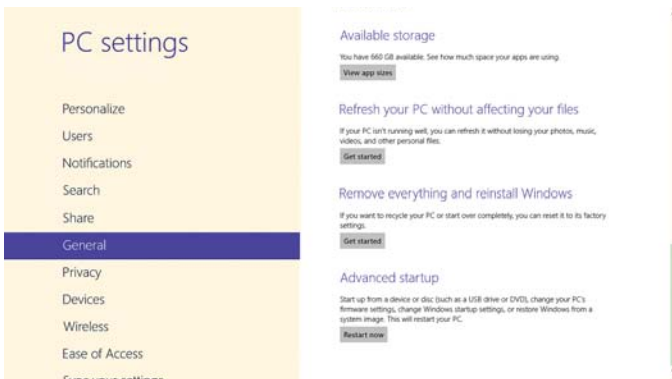 PC settings
Personalize
Users
Notifications
Search
Share
General
Privacy
Devices
Wireless
Ease of Access
Sync your settings
Available storage
You have 660 GB available. See how much space your apps are using.
View app sizes
Refresh your PC without affecting your files
If your PC isn't running well, you can refresh it without losing your photos, music,
videos, and other personal files.
Get started
Remove everything and reinstall Windows
If you want to recycle your PC or start over completely, you can reset it to its factory
settings.
Get started
Advanced startup
Start up from a device or disc (such as a USB drive or DVD), change your PC's
firmware settings, change Windows startup settings, or restore Windows from a
system image. This will restart your PC.
Restart now